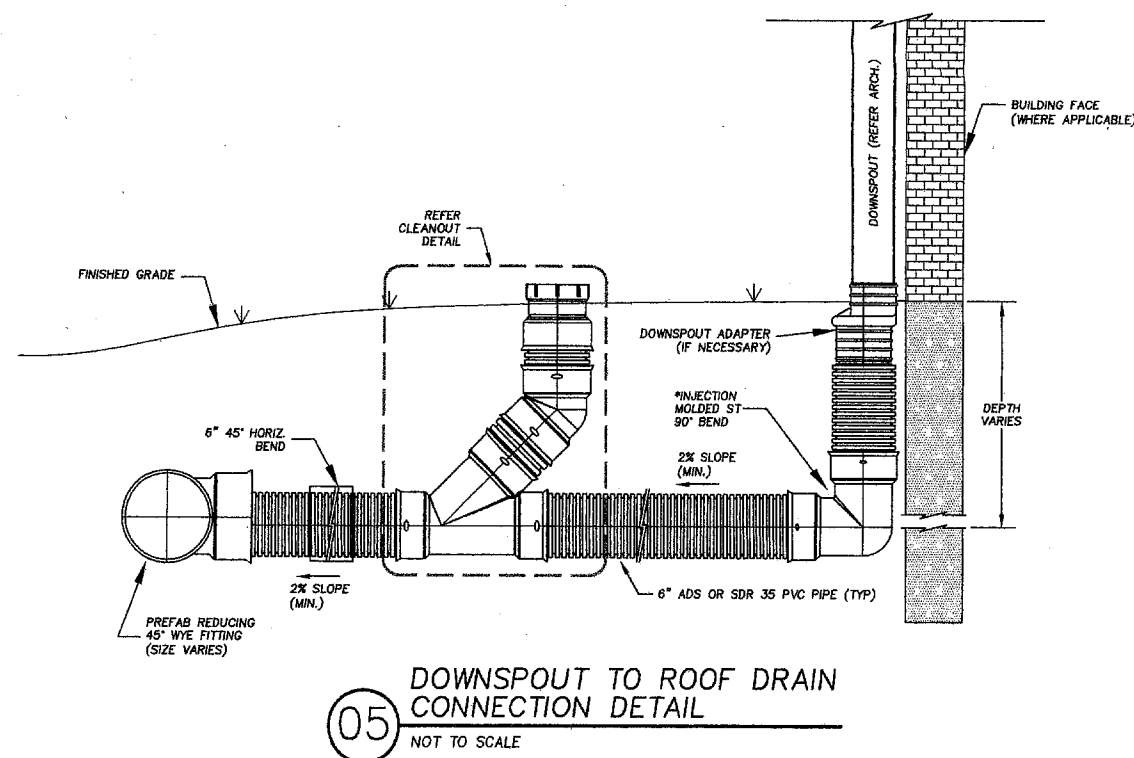 DOWNSPOUT (REFER ARCH.)
BUILDING FACE
(WHERE APPLICABLE)
REFER
CLEANOUT
DETAIL
FINISHED GRADE
DOWNSPOUT ADAPTER
(IF NECESSARY)
*INJECTION
MOLDED ST
90° BEND
DEPTH
VARIES
6" 45° HORIZ.
BEND
2% SLOPE
(MIN.)
2% SLOPE
(MIN.)
6" ADS OR SDR 35 PVC PIPE (TYP)
PREFAB REDUCING
45° WYE FITTING
(SIZE VARIES)
05
DOWNSPOUT TO ROOF DRAIN
CONNECTION DETAIL
NOT TO SCALE